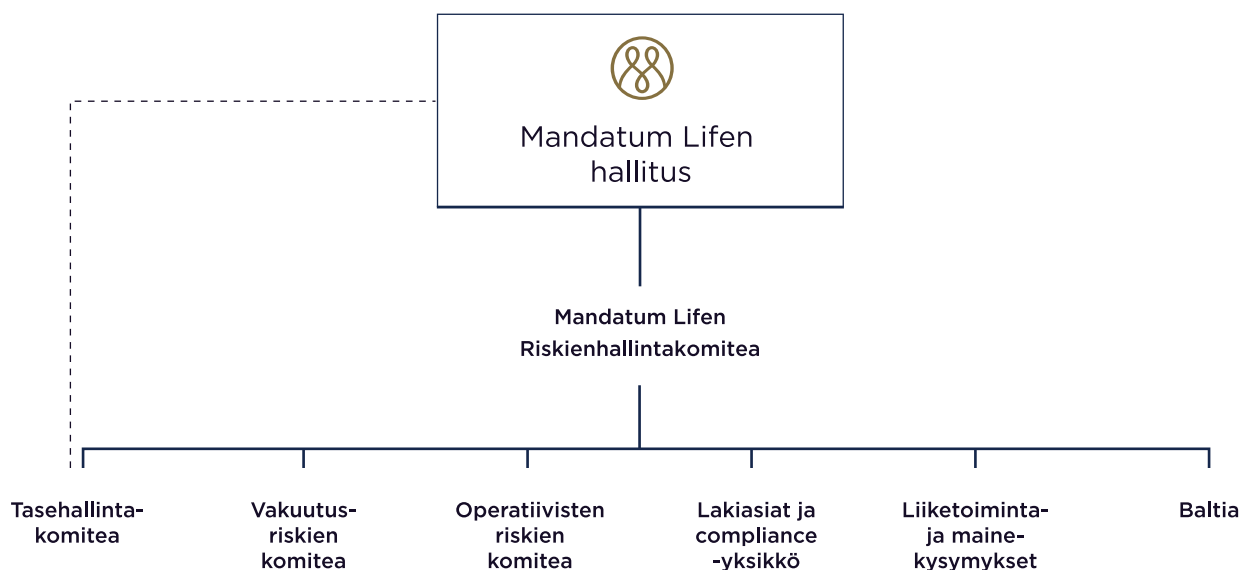 Mandatum Lifen
hallitus
Mandatum Lifen
Riskienhallintakomitea
Tasehallinta-
komitea
Vakuutus-
riskien
komitea
Operatiivisten
riskien
komitea
Lakiasiat ja
compliance
-yksikkö
Liiketoiminta-
ja maine-
kysymykset
Baltia